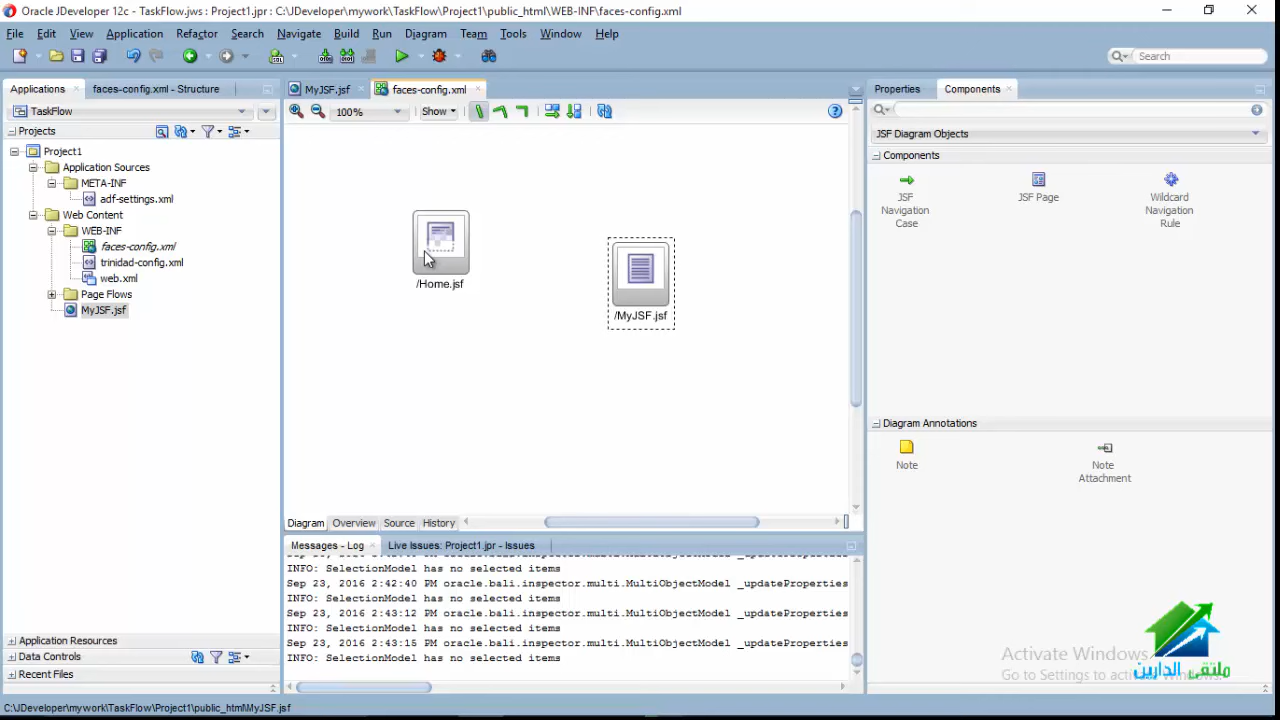 Oracle JDeveloper 12c - TaskFlow.jws : Project1.jpr : C:\JDeveloper\mywork\TaskFlow\Project1\public_html\WEB-INF\faces-config.xml
File Edit View Application Refactor Search Navigate Build Run Diagram Team Tools Window Help
Search
Applications
faces-config.xml - Structure
MyJSF.jsf
faces-config.xml
Properties
Components
TaskFlow
100%
Show
Projects
JSF Diagram Objects
Project1
Components
Application Sources
META-INF
adf-settings.xml
Web Content
WEB-INF
faces-config.xml
trinidad-config.xml
web.xml
Page Flows
MyJSF.jsf
/Home.jsf
/MyJSF.jsf
JSF Navigation Case
JSF Page
Wildcard Navigation Rule
Diagram Annotations
Note
Note Attachment
Diagram Overview Source History
Messages - Log
Live Issues: Project1.jpr - Issues
INFO: SelectionModel has no selected items
Sep 23, 2016 2:42:40 PM oracle.bali.inspector.multi.MultiObjectModel _updateProperties
INFO: SelectionModel has no selected items
Sep 23, 2016 2:43:12 PM oracle.bali.inspector.multi.MultiObjectModel _updateProperties
INFO: SelectionModel has no selected items
Sep 23, 2016 2:43:15 PM oracle.bali.inspector.multi.MultiObjectModel _updateProperties
INFO: SelectionModel has no selected items
Application Resources
Data Controls
Recent Files
Activate Windows
Go to Settings to activate Windows.
ملتقى الدارين
C:\JDeveloper\mywork\TaskFlow\Project1\public_html\MyJSF.jsf